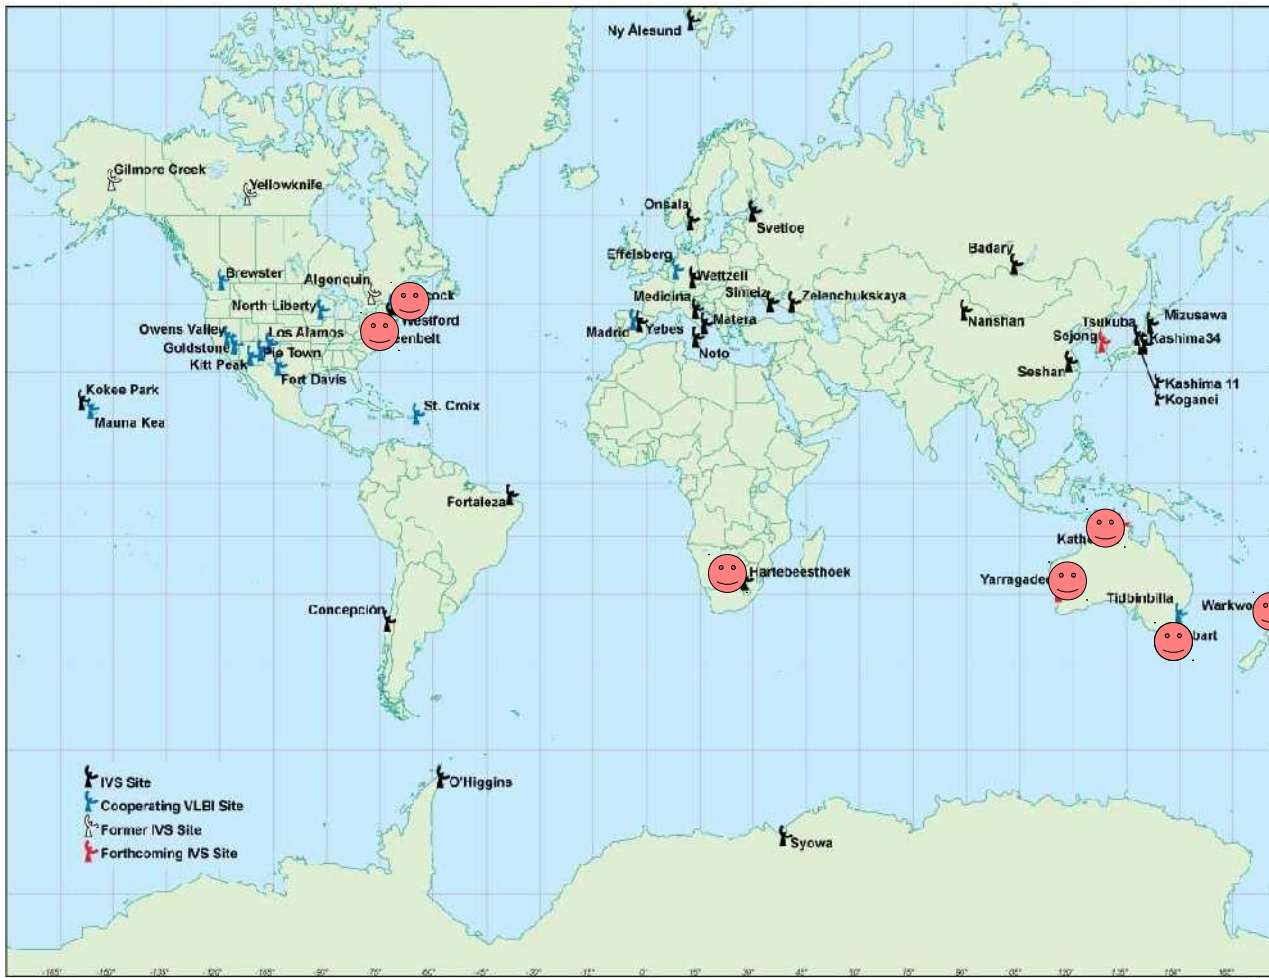 Ny Ålesund
Gilmore Creek
Yellowknife
Onsala
Svetloe
Effelsberg
Badary
Brewster
Algonquin
Wettzell
North Liberty
Medicina
Simeiz
Zelenchukskaya
Westford
Nanshan
Tsukuba
Mizusawa
Owens Valley
Los Alamos
Madrid
Yebes
Matera
Sejong
Kashima34
Goldstone
Pie Town
Noto
Kitt Peak
Seshan
Fort Davis
Kashima 11
Kokee Park
Koganei
Mauna Kea
St. Croix
Fortaleza
Hartebeesthoek
Concepción
Tidbinbilla
IVS Site
O'Higgins
Cooperating VLBI Site
Former IVS Site
Syowa
Forthcoming IVS Site